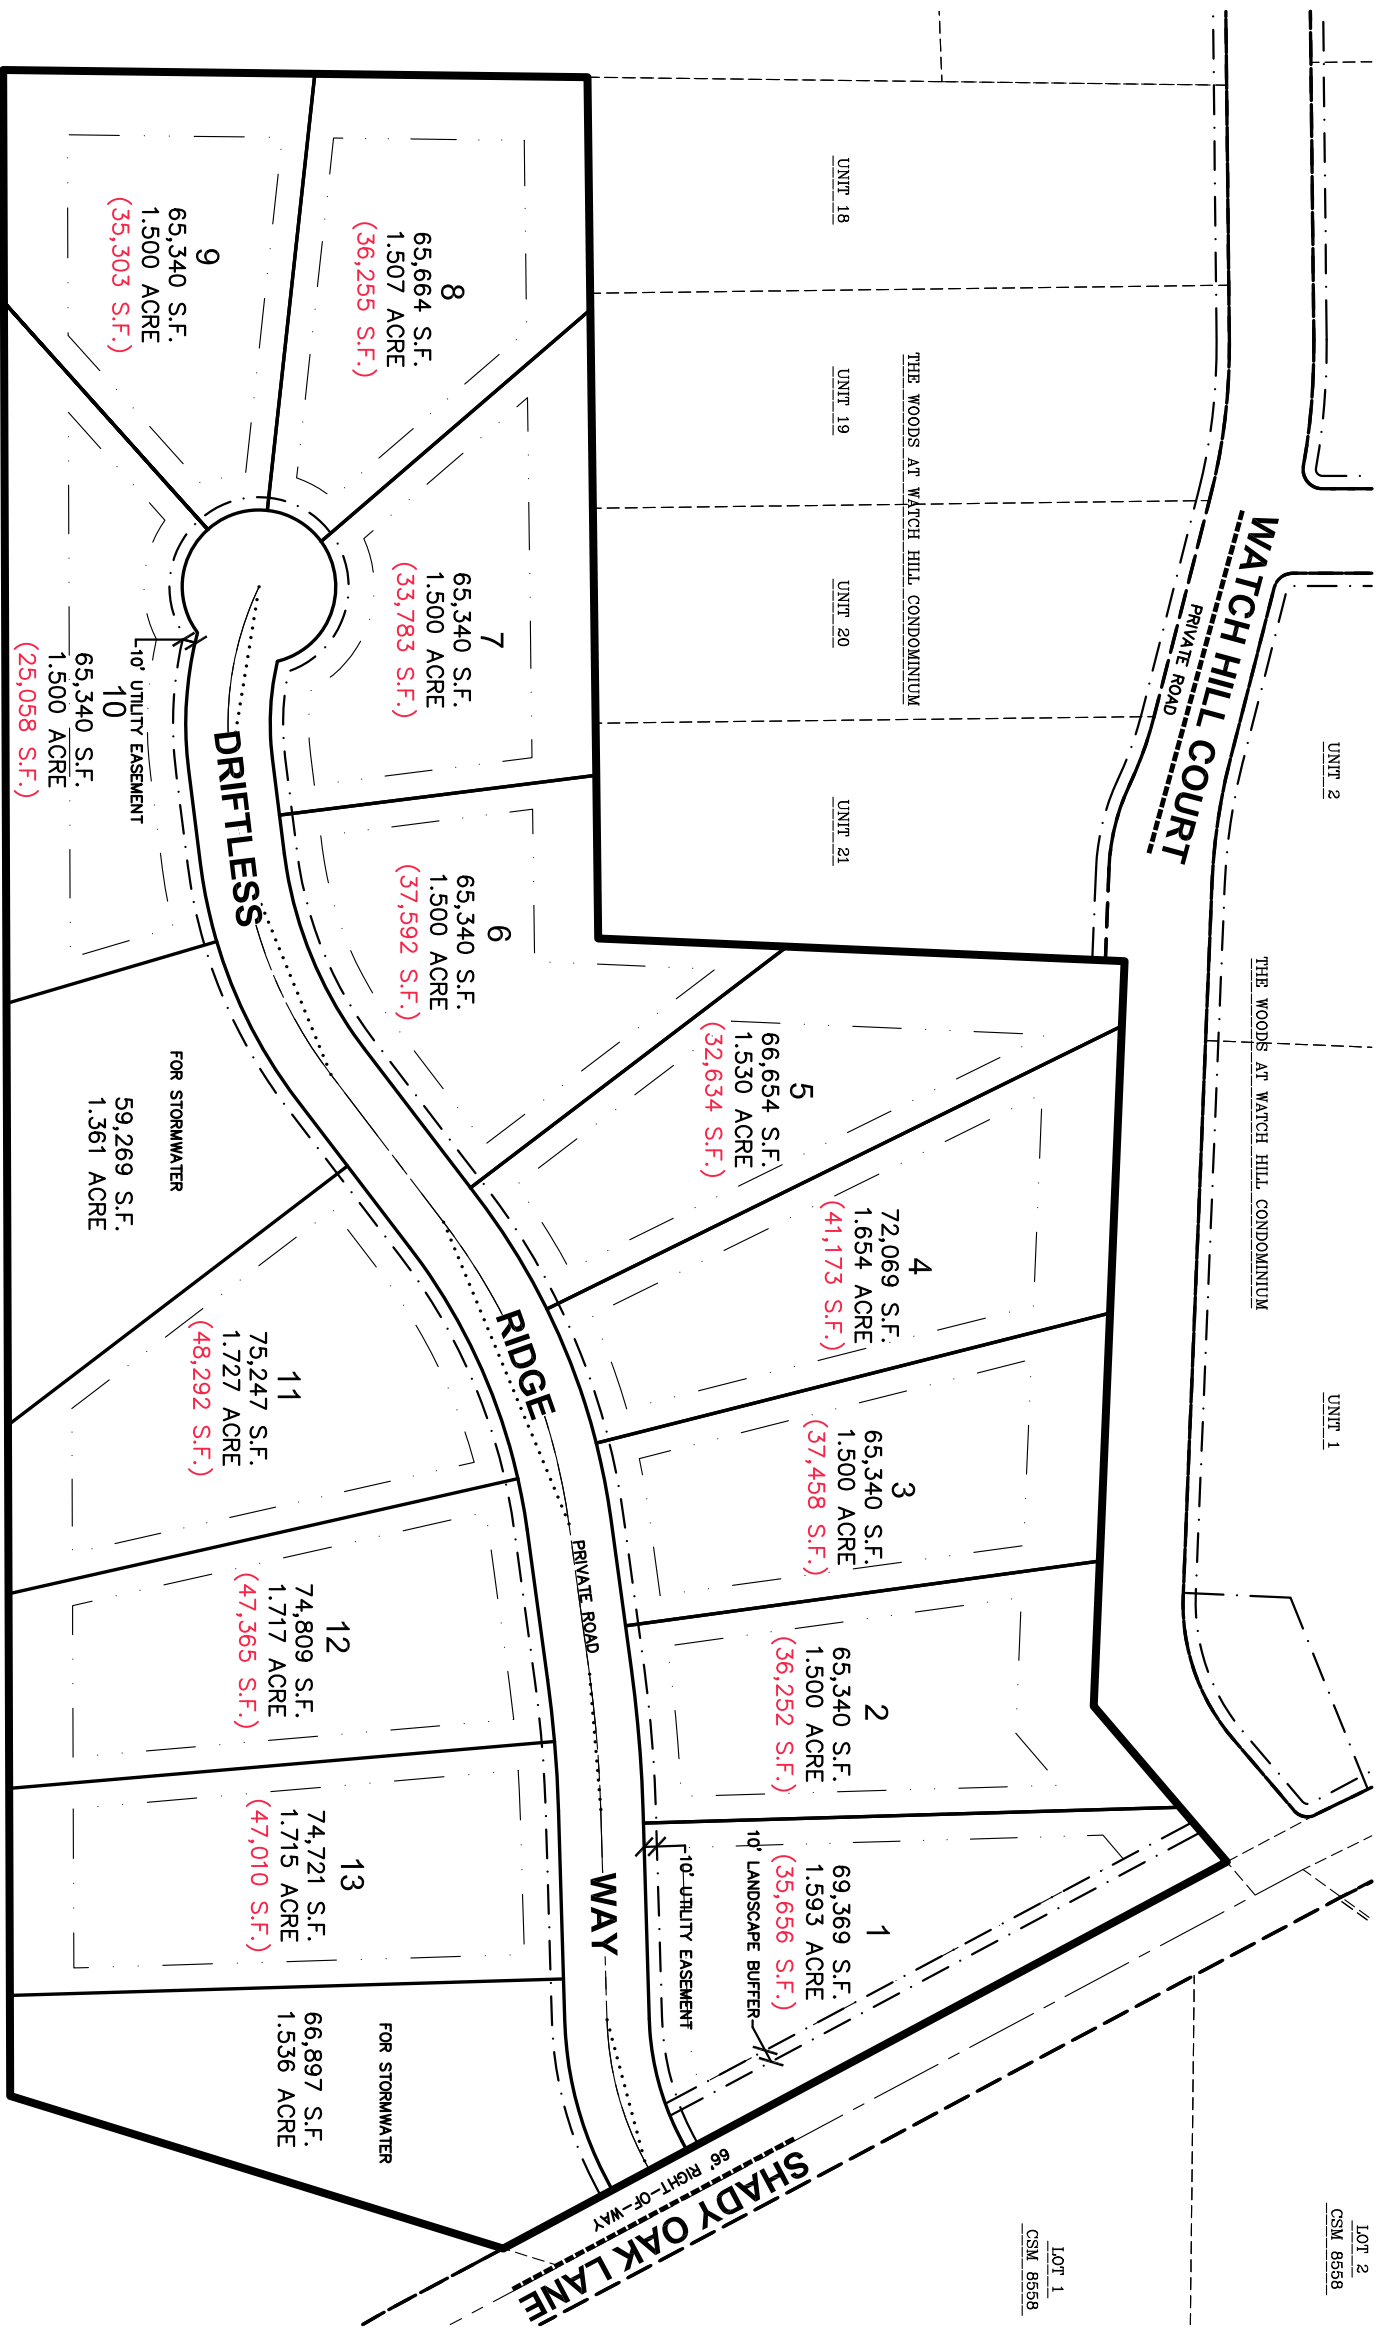 WATCH HILL COURT
PRIVATE ROAD
UNIT 18
UNIT 19
UNIT 20
UNIT 21
THE WOODS AT WATCH HILL CONDOMINIUM
UNIT 2
THE WOODS AT WATCH HILL CONDOMINIUM
UNIT 1
LOT 2
CSM 8558
LOT 1
CSM 8558
9
65,340 S.F.
1.500 ACRE
(35,303 S.F.)
8
65,664 S.F.
1.507 ACRE
(36,255 S.F.)
7
65,340 S.F.
1.500 ACRE
(33,783 S.F.)
6
65,340 S.F.
1.500 ACRE
(37,592 S.F.)
5
66,654 S.F.
1.530 ACRE
(32,634 S.F.)
4
72,069 S.F.
1.654 ACRE
(41,173 S.F.)
3
65,340 S.F.
1.500 ACRE
(37,458 S.F.)
2
65,340 S.F.
1.500 ACRE
(36,252 S.F.)
1
69,369 S.F.
1.593 ACRE
(35,656 S.F.)
10' LANDSCAPE BUFFER
10' UTILITY EASEMENT
10' UTILITY EASEMENT
10
65,340 S.F.
1.500 ACRE
(25,058 S.F.)
FOR STORMWATER
59,269 S.F.
1.361 ACRE
11
75,247 S.F.
1.727 ACRE
(48,292 S.F.)
12
74,809 S.F.
1.717 ACRE
(47,365 S.F.)
13
74,721 S.F.
1.715 ACRE
(47,010 S.F.)
FOR STORMWATER
66,897 S.F.
1.536 ACRE
DRIFTLESS RIDGE WAY
PRIVATE ROAD
66' RIGHT-OF-WAY
SHADY OAK LANE